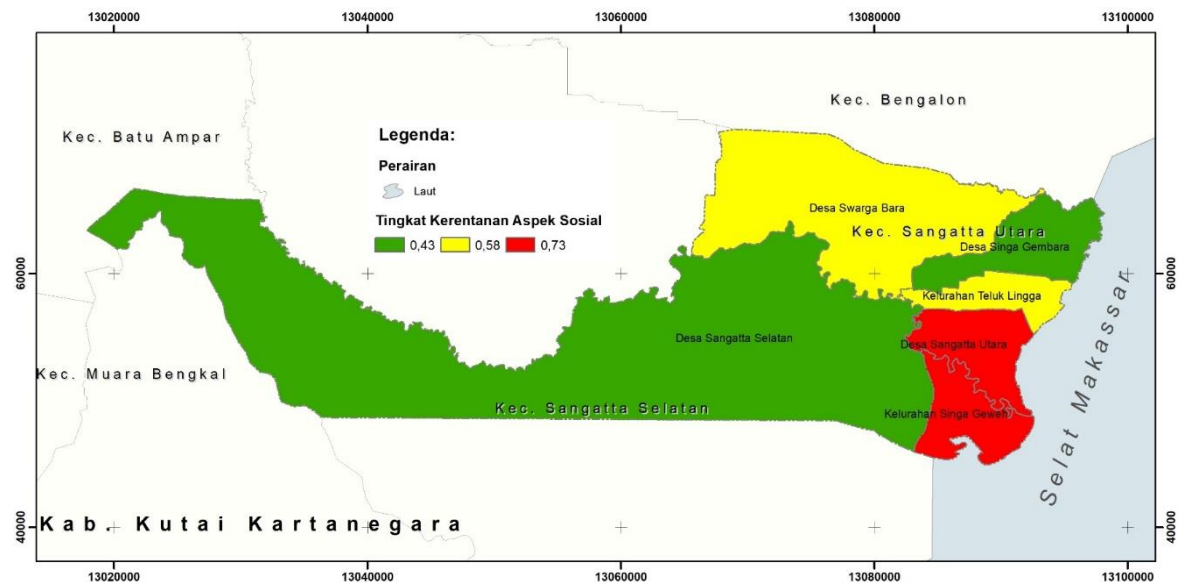 13020000 13040000 13060000 13080000 13100000
Kec. Bengalon
Kec. Batu Ampar
Legenda:
Perairan
Laut
Tingkat Kerentanan Aspek Sosial
0,43 0,58 0,73
Desa Swarga Bara
Kec. Sangatta Utara
Desa Singa Gembara
60000 60000
Kelurahan Teluk Lingga
Desa Sangatta Selatan
Desa Sangatta Utara
Kec. Muara Bengkal
Kec. Sangatta Selatan
Kelurahan Singa Geweh
Selat Makassar
Kab. Kutai Kartanegara
40000 40000
13020000 13040000 13060000 13080000 13100000